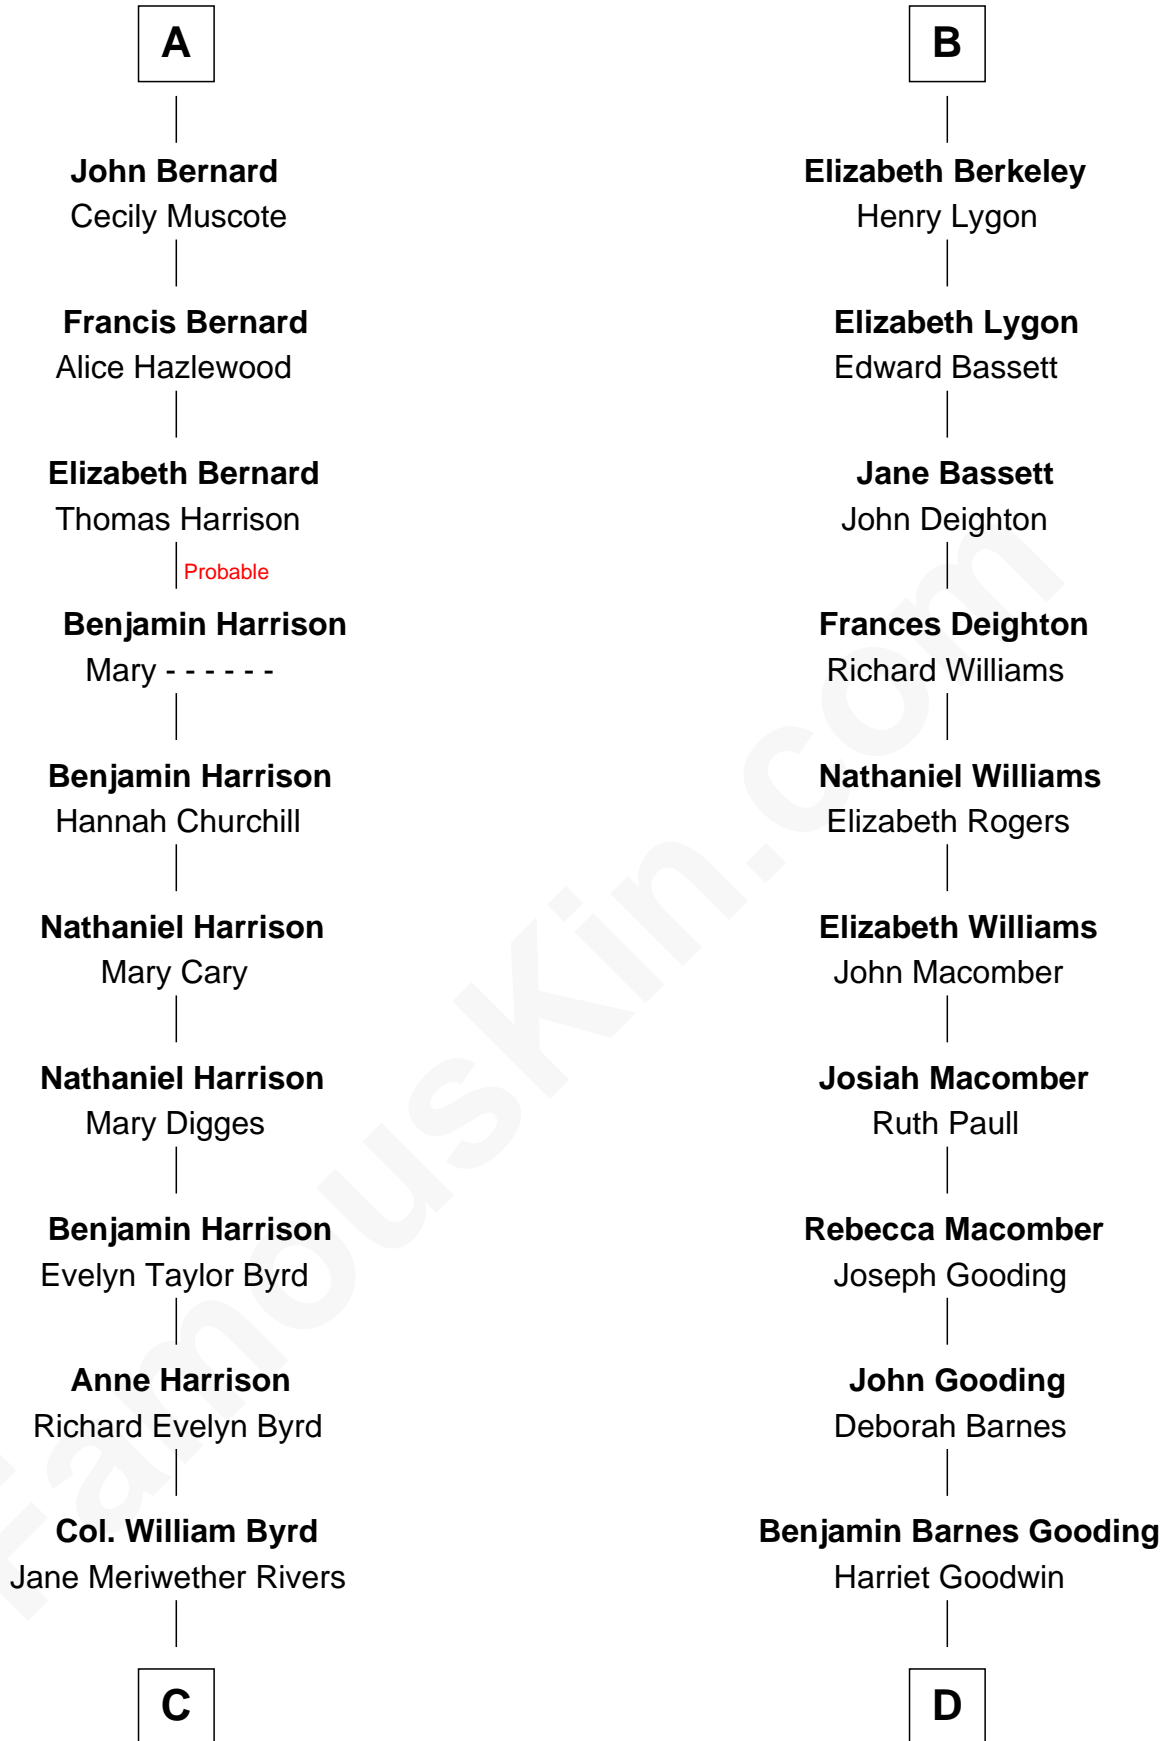 A
John Bernard
Cecily Muscote
Francis Bernard
Alice Hazlewood
Elizabeth Bernard
Thomas Harrison
Probable
Benjamin Harrison
Mary - - - - - -
Benjamin Harrison
Hannah Churchill
Nathaniel Harrison
Mary Cary
Nathaniel Harrison
Mary Digges
Benjamin Harrison
Evelyn Taylor Byrd
Anne Harrison
Richard Evelyn Byrd
Col. William Byrd
Jane Meriwether Rivers
C
B
Elizabeth Berkeley
Henry Lygon
Elizabeth Lygon
Edward Bassett
Jane Bassett
John Deighton
Frances Deighton
Richard Williams
Nathaniel Williams
Elizabeth Rogers
Elizabeth Williams
John Macomber
Josiah Macomber
Ruth Paull
Rebecca Macomber
Joseph Gooding
John Gooding
Deborah Barnes
Benjamin Barnes Gooding
Harriet Goodwin
D
FamousKin.com